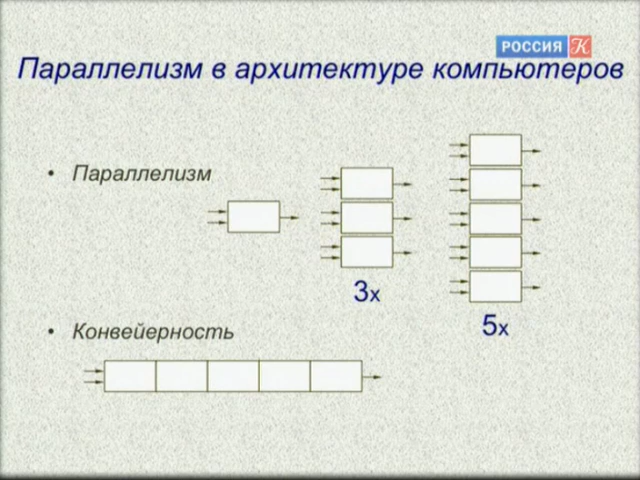 РОССИЯ К
Параллелизм в архитектуре компьютеров
• Параллелизм
3x
5x
• Конвейерность